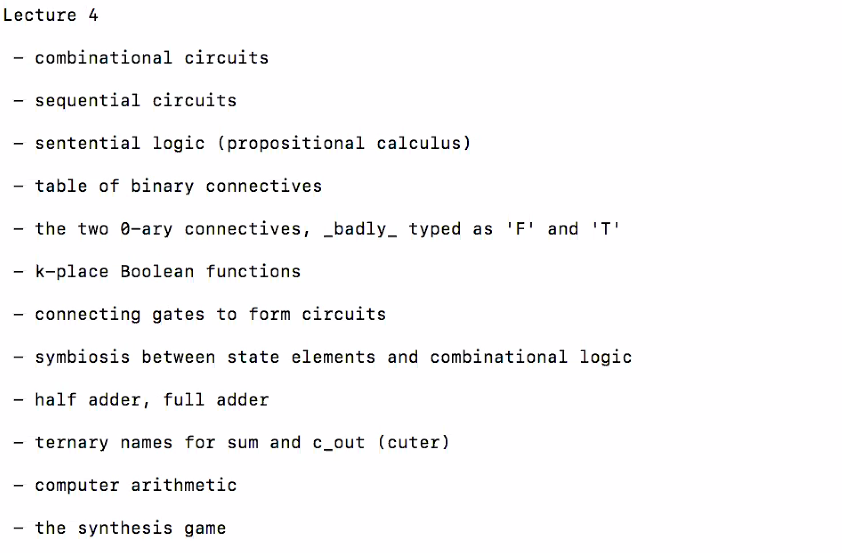 Lecture 4
– combinational circuits
– sequential circuits
– sentential logic (propositional calculus)
– table of binary connectives
– the two 0-ary connectives, _badly_ typed as 'F' and 'T'
– k-place Boolean functions
– connecting gates to form circuits
– symbiosis between state elements and combinational logic
– half adder, full adder
– ternary names for sum and c_out (cuter)
– computer arithmetic
– the synthesis game